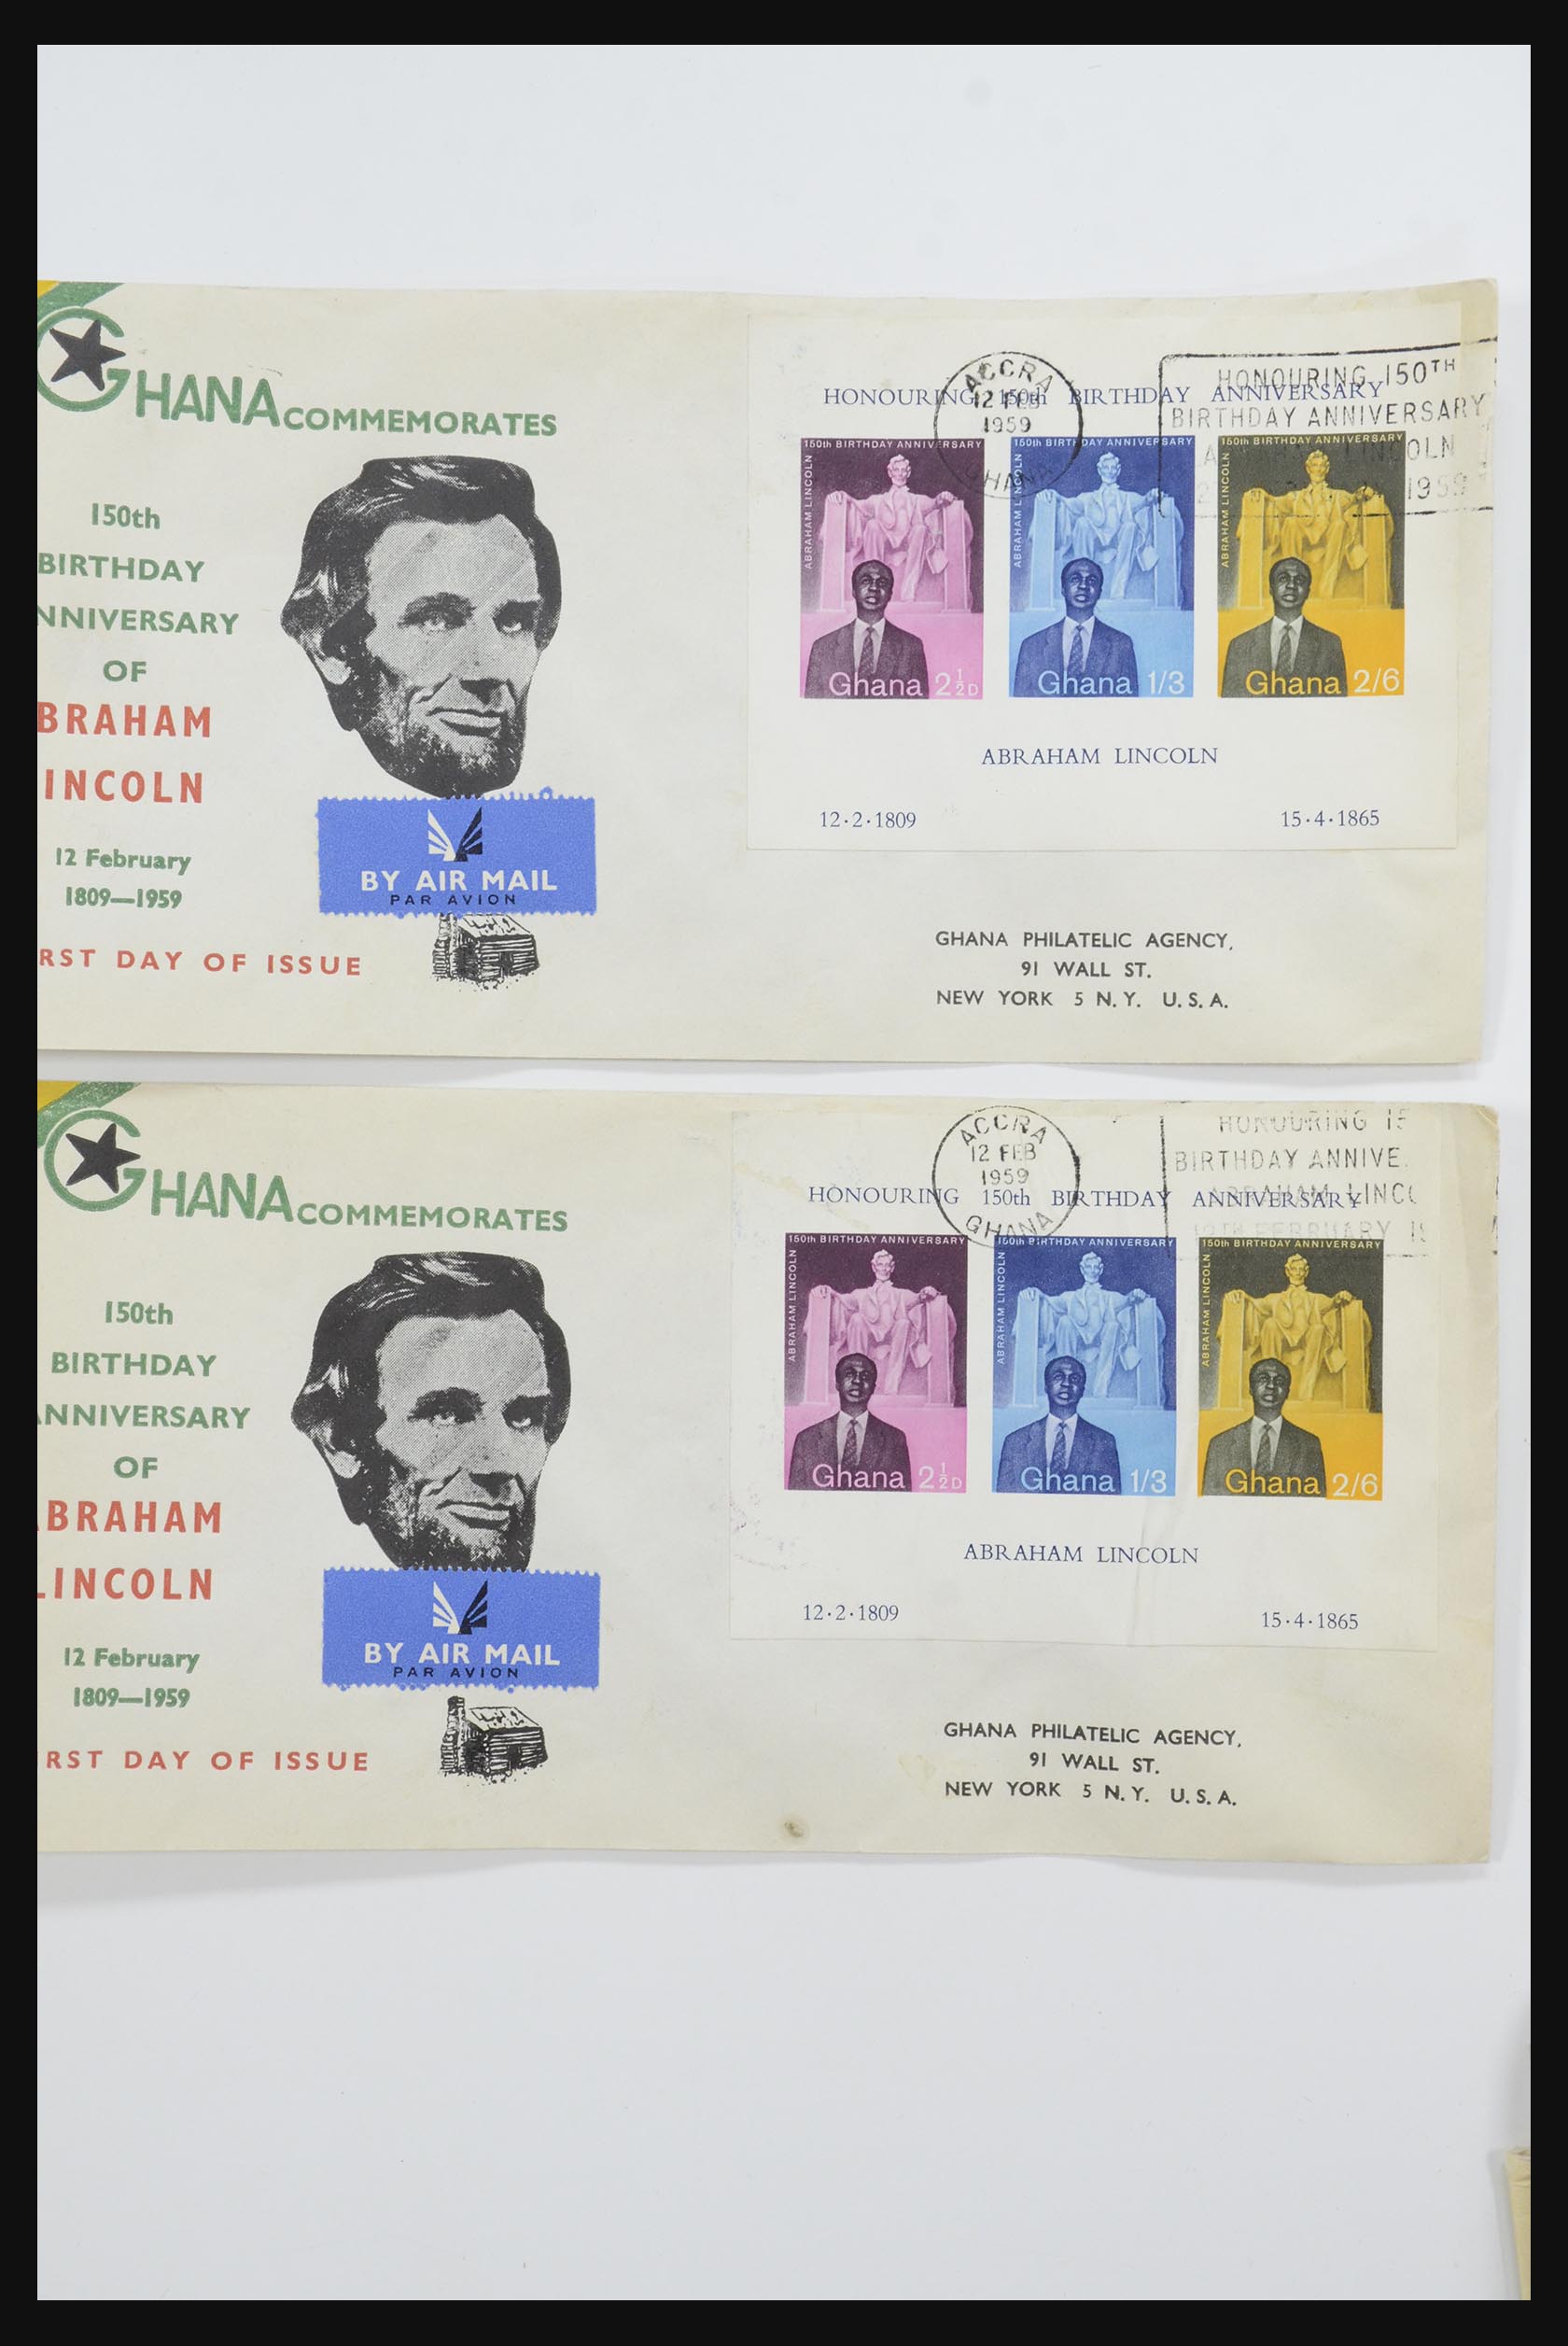 GHANA COMMEMORATES
150th
BIRTHDAY
NNIVERSARY
OF
BRAHAM
INCOLN
12 February
1809—1959
RST DAY OF ISSUE
BY AIR MAIL
PAR AVION
ACCRA
12 FEB
1959
GHANA
HONOURING 150TH
BIRTHDAY ANNIVERSARY
HONOURING 150th BIRTHDAY ANNIVERSARY
150th BIRTHDAY ANNIVERSARY
ABRAHAM LINCOLN
Ghana 2½D
150th BIRTHDAY ANNIVERSARY
ABRAHAM LINCOLN
Ghana 1/3
150th BIRTHDAY ANNIVERSARY
ABRAHAM LINCOLN
Ghana 2/6
ABRAHAM LINCOLN
12·2·1809 15·4·1865
GHANA PHILATELIC AGENCY,
91 WALL ST.
NEW YORK 5 N.Y. U.S.A.
GHANA COMMEMORATES
150th
BIRTHDAY
ANNIVERSARY
OF
BRAHAM
LINCOLN
12 February
1809—1959
RST DAY OF ISSUE
BY AIR MAIL
PAR AVION
ACCRA
12 FEB
1959
GHANA
HONOURING 15
BIRTHDAY ANNIVE
ABRAHAM LINC
12TH FEBRUARY 1
HONOURING 150th BIRTHDAY ANNIVERSARY
150th BIRTHDAY ANNIVERSARY
ABRAHAM LINCOLN
Ghana 2½D
150th BIRTHDAY ANNIVERSARY
ABRAHAM LINCOLN
Ghana 1/3
150th BIRTHDAY ANNIVERSARY
ABRAHAM LINCOLN
Ghana 2/6
ABRAHAM LINCOLN
12·2·1809 15·4·1865
GHANA PHILATELIC AGENCY,
91 WALL ST.
NEW YORK 5 N.Y. U.S.A.